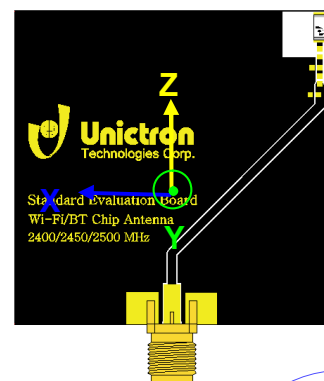 Z
Unictron
Technologies Corp.
X
Standard Evaluation Board
Wi-Fi/BT Chip Antenna
Y
2400/2450/2500 MHz